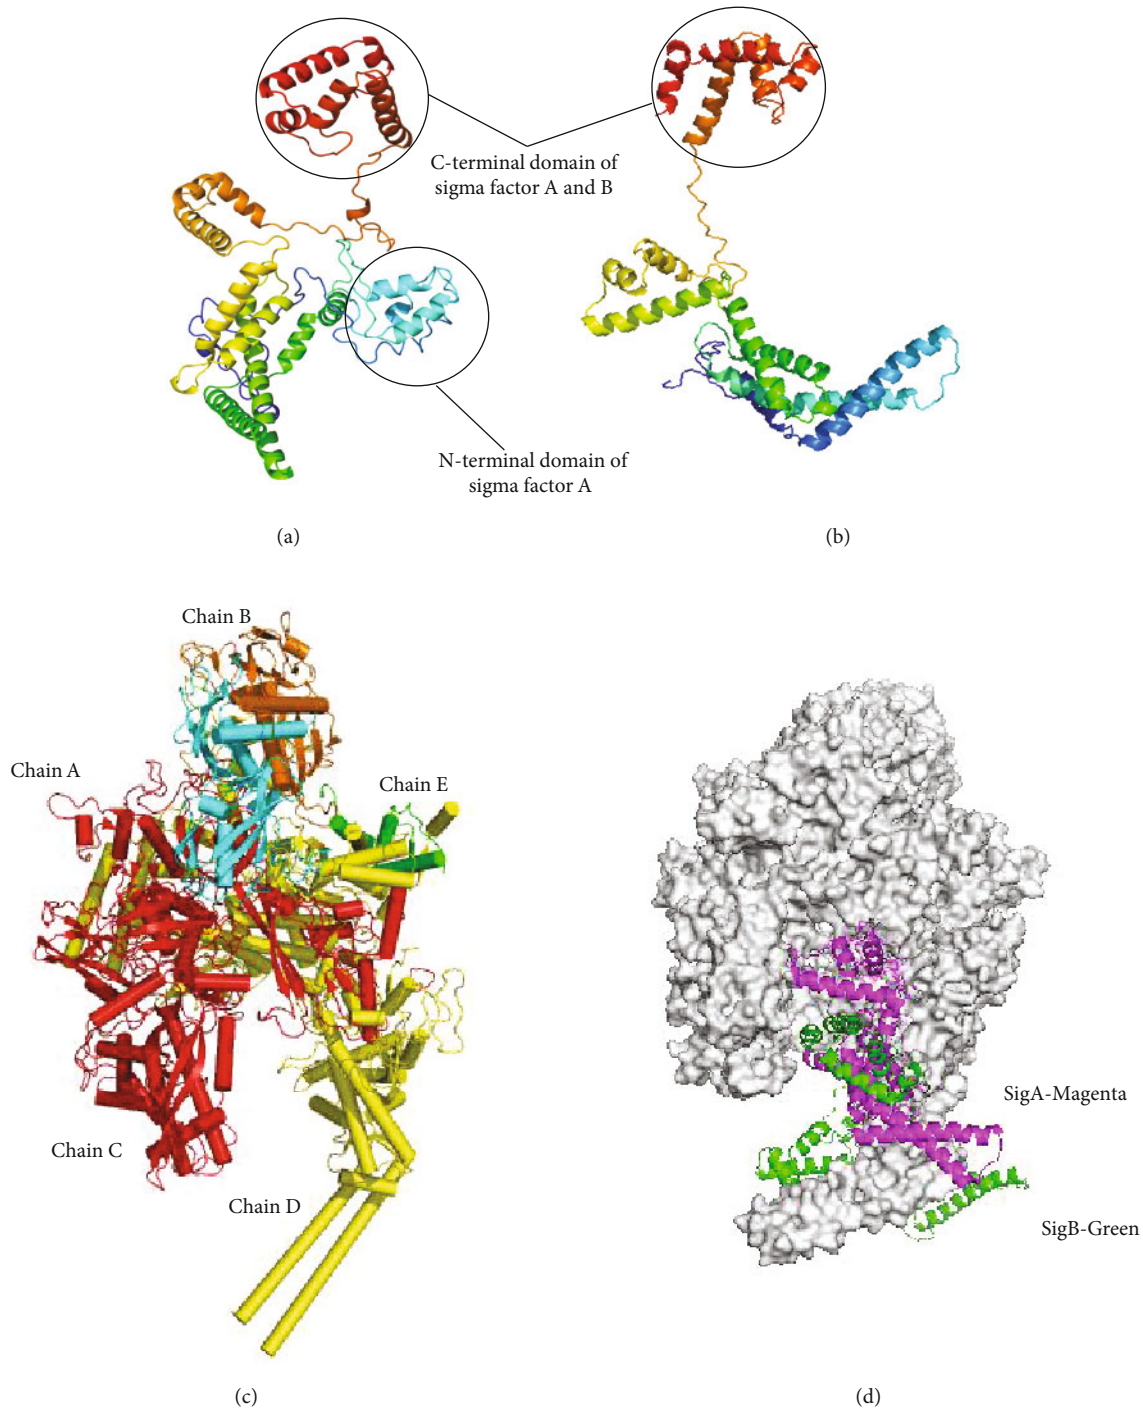 C-terminal domain of
sigma factor A and B
N-terminal domain of
sigma factor A
(a)
(b)
Chain B
Chain A
Chain E
Chain C
Chain D
SigA-Magenta
SigB-Green
(c)
(d)